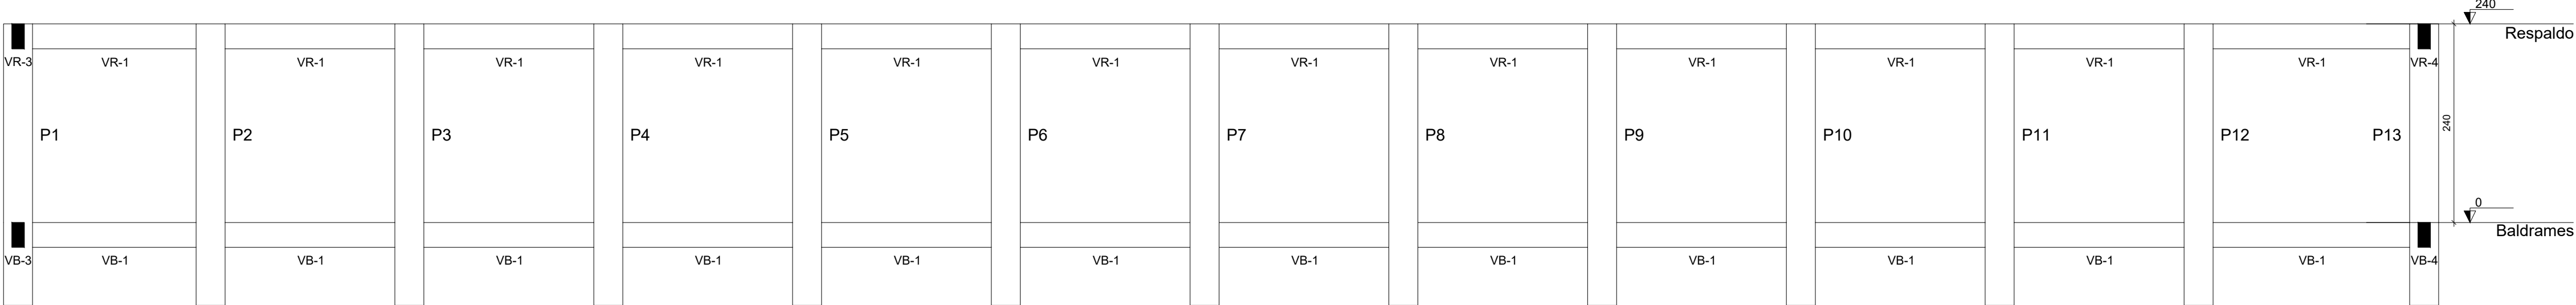 240
Respaldo
VR-3 VR-1 VR-1 VR-1 VR-1 VR-1 VR-1 VR-1 VR-1 VR-1 VR-1 VR-1 VR-1 VR-4
P1 P2 P3 P4 P5 P6 P7 P8 P9 P10 P11 P12 P13
240
0
Baldrames
VB-3 VB-1 VB-1 VB-1 VB-1 VB-1 VB-1 VB-1 VB-1 VB-1 VB-1 VB-1 VB-1 VB-4